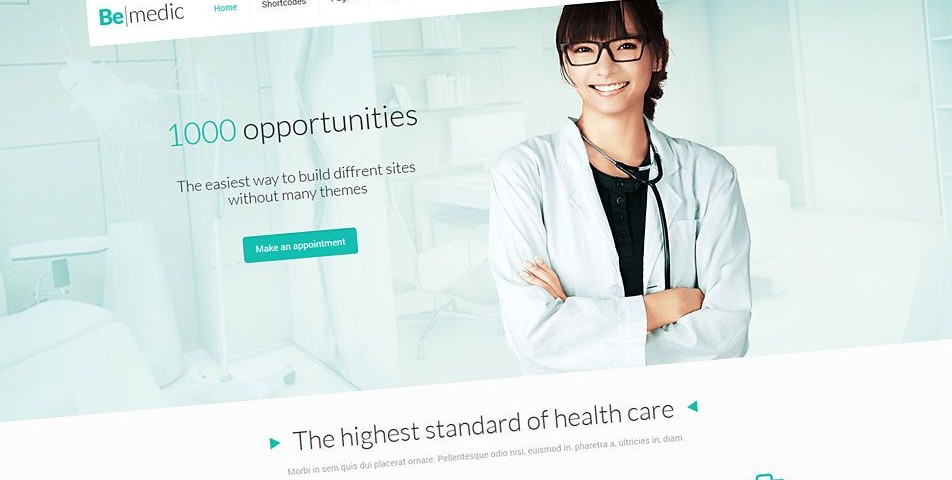 Be|medic
Home
Shortcodes
1000 opportunities
The easiest way to build diffrent sites
without many themes
Make an appointment
The highest standard of health care
Morbi in sem quis dui placerat ornare. Pellentesque odio nisi, euismod in, pharetra a, ultricies in, diam.